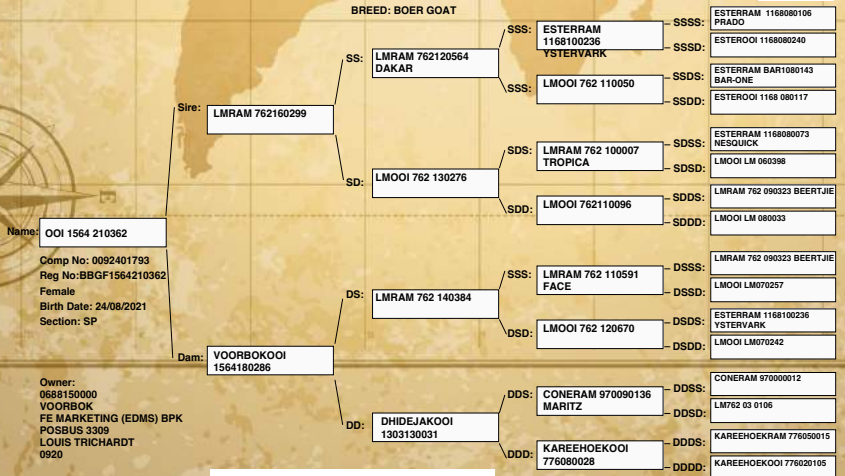 BREED: BOER GOAT
Name:
OOI 1564 210362
Comp No: 0092401793
Reg No:BBGF1564210362
Female
Birth Date: 24/08/2021
Section: SP
Owner:
0688150000
VOORBOK
FE MARKETING (EDMS) BPK
POSBUS 3309
LOUIS TRICHARDT
0920
Sire:
LMRAM 762160299
Dam:
VOORBOKOOI
1564180286
SS:
LMRAM 762120564
DAKAR
SD:
LMOOI 762 130276
DS:
LMRAM 762 140384
DD:
DHIDEJAKOOI
1303130031
SSS:
ESTERRAM
1168100236
YSTERVARK
SSS:
LMOOI 762 110050
SDS:
LMRAM 762 100007
TROPICA
SDD:
LMOOI 762110096
SSS:
LMRAM 762 110591
FACE
DSD:
LMOOI 762 120670
DDS:
CONERAM 970090136
MARITZ
DDD:
KAREEHOEKOOI
776080028
SSSS:
ESTERRAM 1168080106
PRADO
SSSD:
ESTEROOI 1168080240
SSDS:
ESTERRAM BAR1080143
BAR-ONE
SSDD:
ESTEROOI 1168 080117
SDSS:
ESTERRAM 1168080073
NESQUICK
SDSD:
LMOOI LM 060398
SDDS:
LMRAM 762 090323 BEERTJIE
SDDD:
LMOOI LM 080033
DSSS:
LMRAM 762 090323 BEERTJIE
DSSD:
LMOOI LM070257
DSDS:
ESTERRAM 1168100236
YSTERVARK
DSDD:
LMOOI LM070242
DDSS:
CONERAM 970000012
DDSD:
LM762 03 0106
DDDS:
KAREEHOEKRAM 776050015
DDDD:
KAREEHOEKOOI 776020105